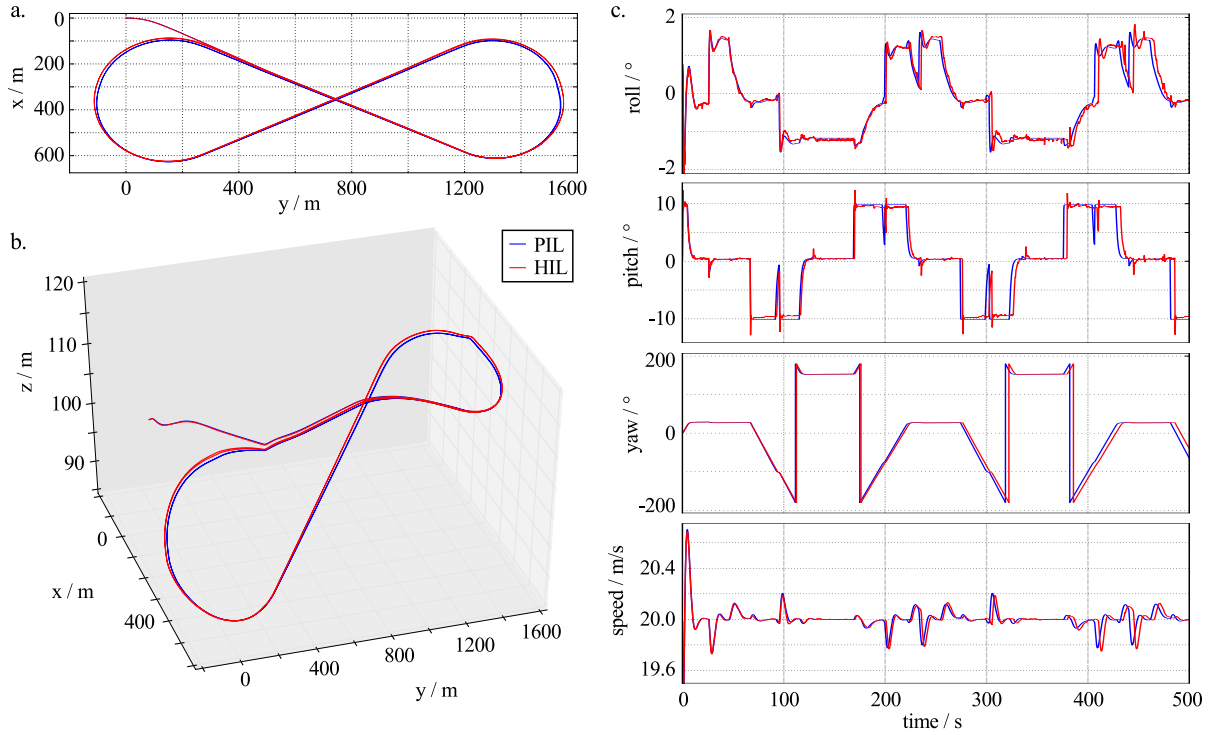 a.
0
200
400
600
x / m
0
400
800
1200
1600
y / m
b.
PIL
HIL
120
110
100
90
z / m
0
400
x / m
0
400
800
1200
1600
y / m
c.
2
0
-2
roll / °
10
0
-10
pitch / °
200
0
-200
yaw / °
20.4
20.0
19.6
speed / m/s
0
100
200
300
400
500
time / s